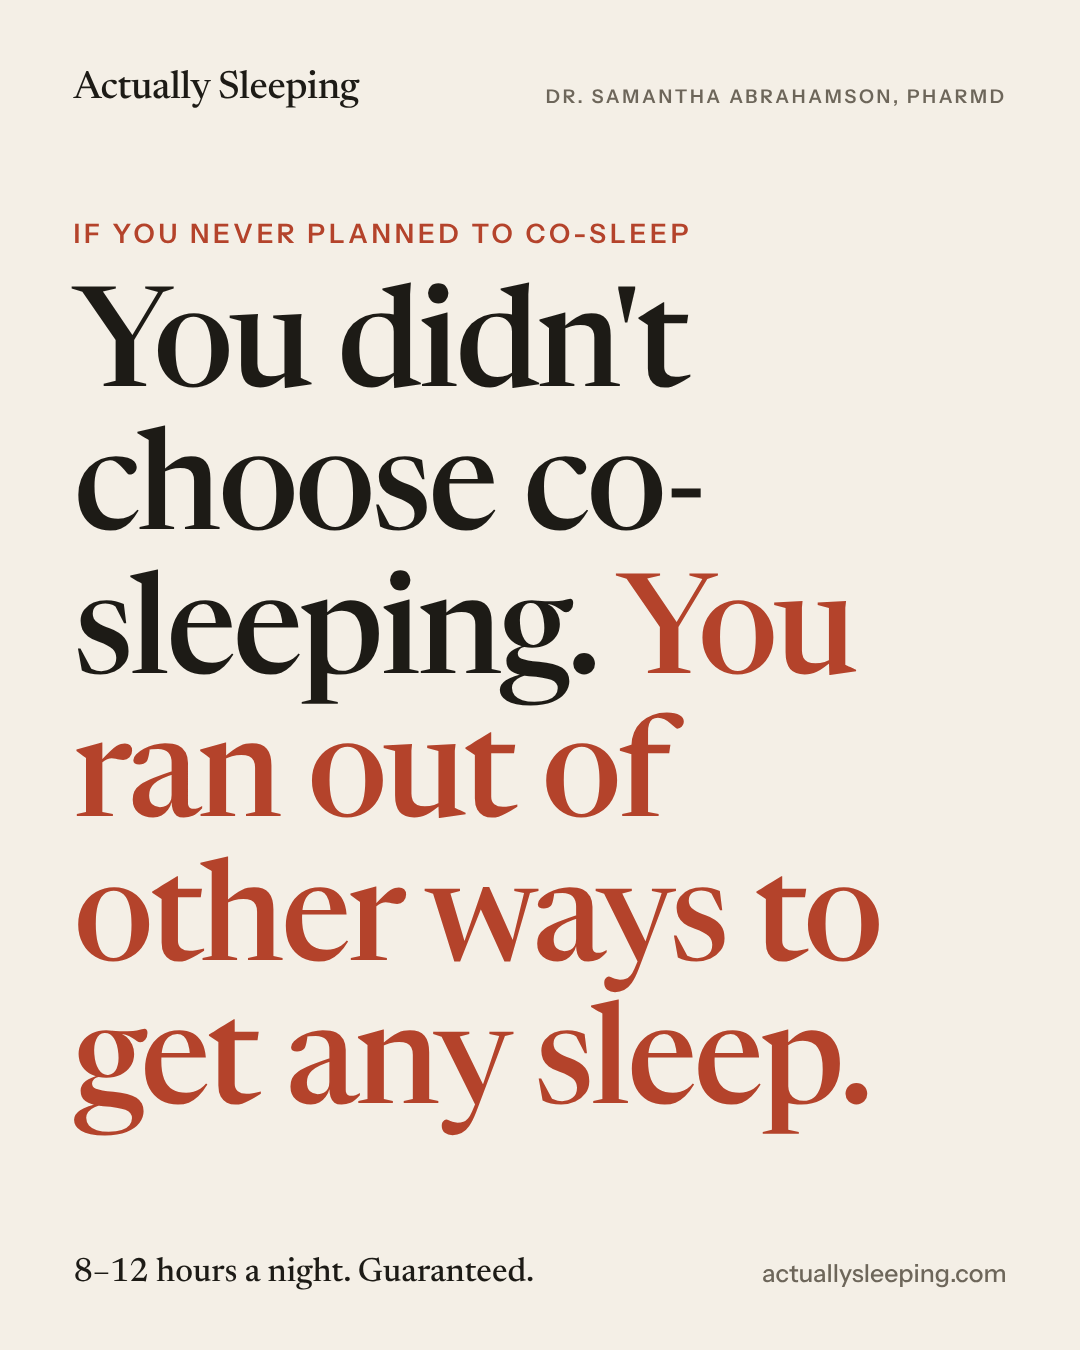 Actually Sleeping
DR. SAMANTHA ABRAHAMSON, PHARMD
IF YOU NEVER PLANNED TO CO-SLEEP
You didn't
choose co-
sleeping. You
ran out of
other ways to
get any sleep.
8–12 hours a night. Guaranteed.
actuallysleeping.com